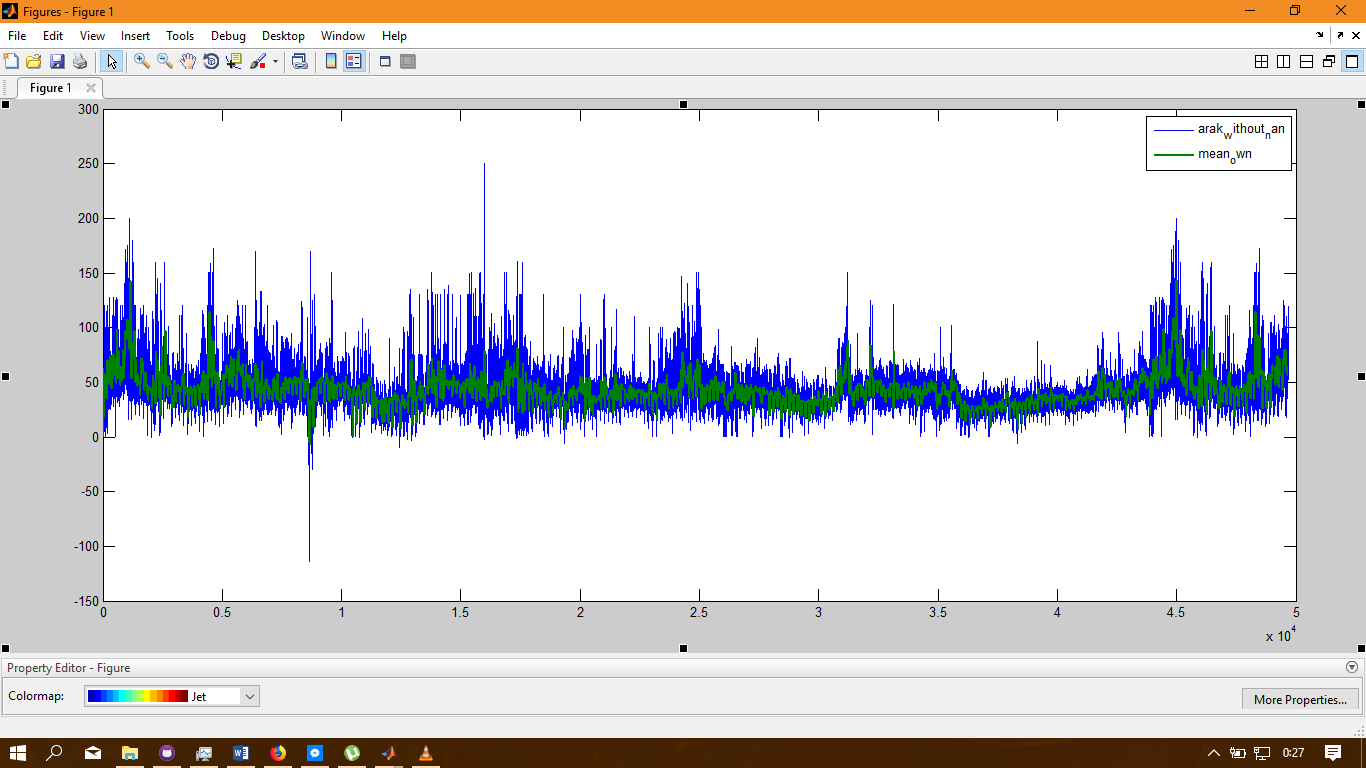 Figures - Figure 1
File Edit View Insert Tools Debug Desktop Window Help
Figure 1
300
250
200
150
100
50
0
-50
-100
-150
0 0.5 1 1.5 2 2.5 3 3.5 4 4.5 5
x 10^4
arak_without_nan
mean_own
Property Editor - Figure
Colormap: Jet More Properties...
0:27